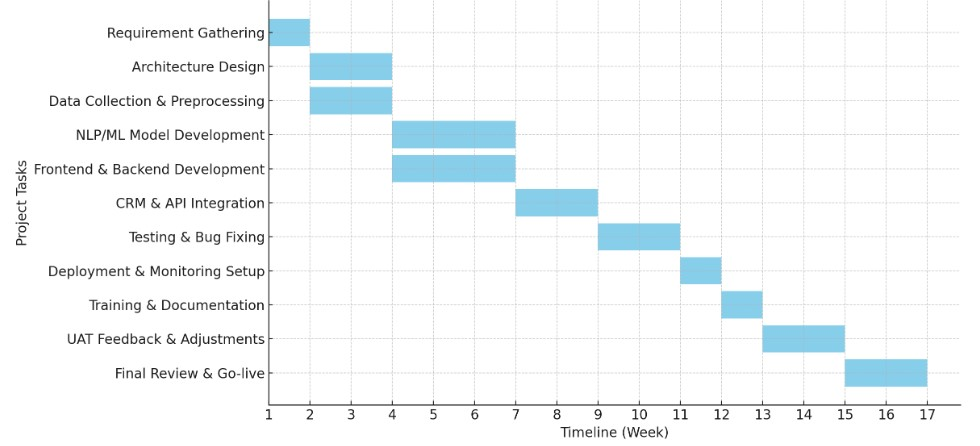 Project Tasks
Requirement Gathering
Architecture Design
Data Collection & Preprocessing
NLP/ML Model Development
Frontend & Backend Development
CRM & API Integration
Testing & Bug Fixing
Deployment & Monitoring Setup
Training & Documentation
UAT Feedback & Adjustments
Final Review & Go-live
1 2 3 4 5 6 7 8 9 10 11 12 13 14 15 16 17
Timeline (Week)